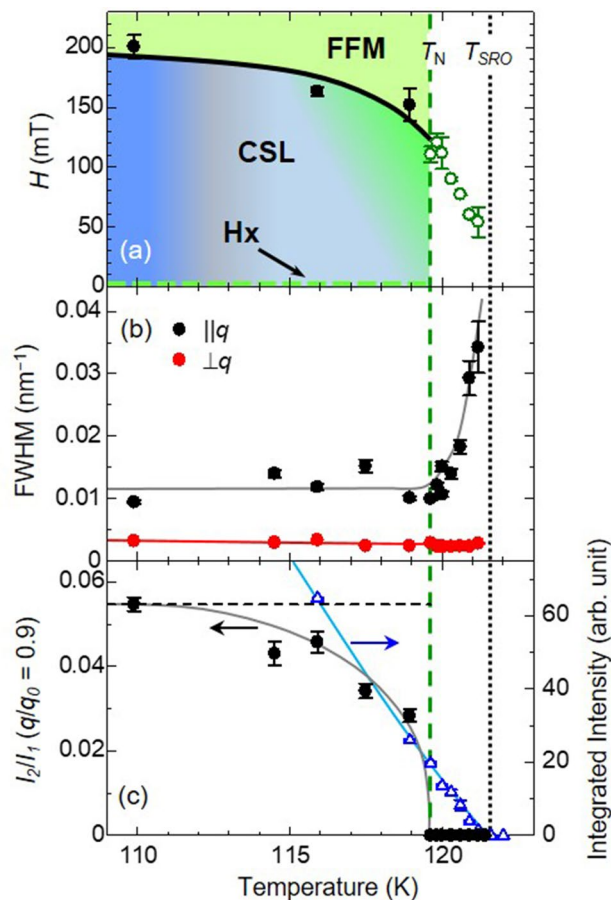 200
150
100
50
0
H (mT)
FFM
T_N
T_SRO
CSL
Hx
(a)
0.04
0.03
0.02
0.01
0
FWHM (nm⁻¹)
(b)
||q
⊥q
0.06
0.04
0.02
0
I₂/I₁ (q/q₀ = 0.9)
(c)
60
40
20
0
Integrated Intensity (arb. unit)
110
115
120
Temperature (K)